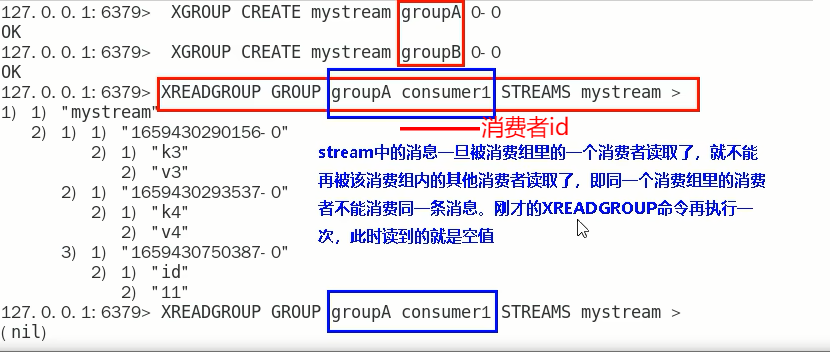 127.0.0.1:6379> XGROUP CREATE mystream groupA 0-0
OK
127.0.0.1:6379> XGROUP CREATE mystream groupB 0-0
OK
127.0.0.1:6379> XREADGROUP GROUP groupA consumer1 STREAMS mystream >
1) 1) "mystream"
2) 1) 1) "1659430290156-0"
2) 1) "k3"
2) "v3"
2) 1) "1659430293537-0"
2) 1) "k4"
2) "v4"
3) 1) "1659430750387-0"
2) 1) "id"
2) "11"
消费者id
stream中的消息一旦被消费组里的一个消费者读取了，就不能
再被该消费组内的其他消费者读取了，即同一个消费组里的消费
者不能消费同一条消息。刚才的XREADGROUP命令再执行一
次，此时读到的就是空值
127.0.0.1:6379> XREADGROUP GROUP groupA consumer1 STREAMS mystream >
(nil)